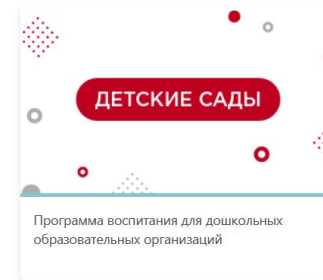 ДЕТСКИЕ САДЫ
Программа воспитания для дошкольных
образовательных организаций